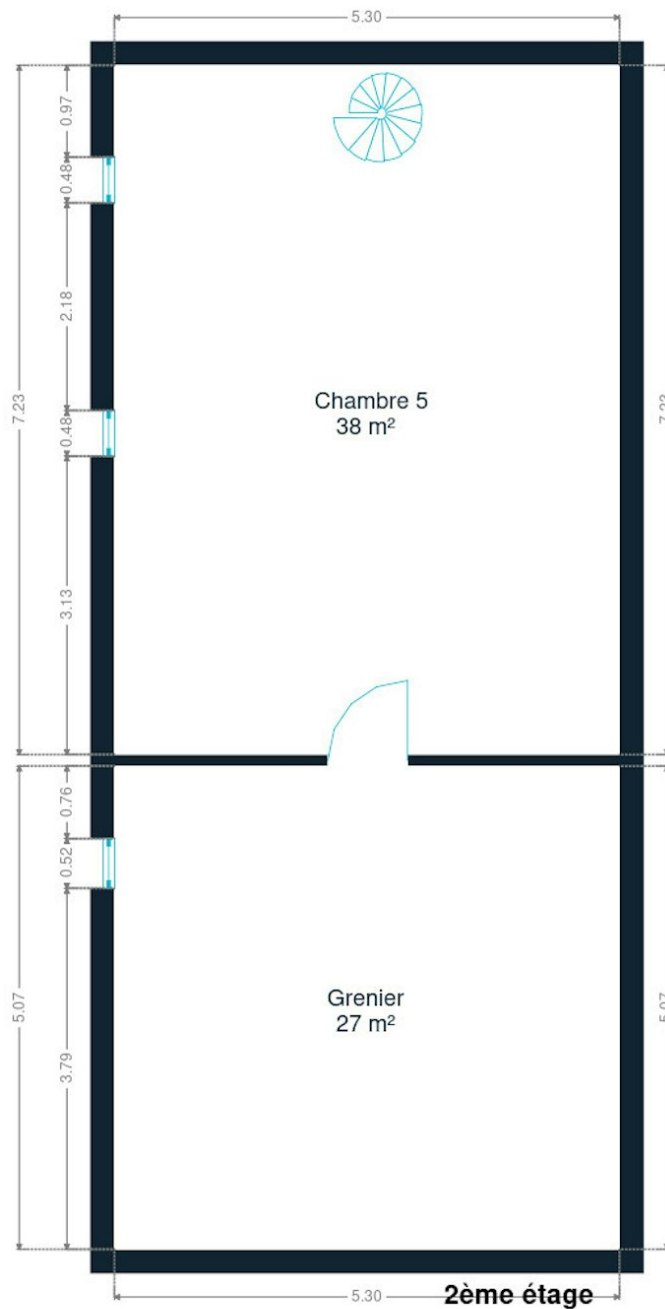 5.30
0.97
0.48
2.18
7.23
0.48
Chambre 5
38 m²
3.13
0.76
0.52
Grenier
27 m²
5.07
3.79
5.30
2ème étage